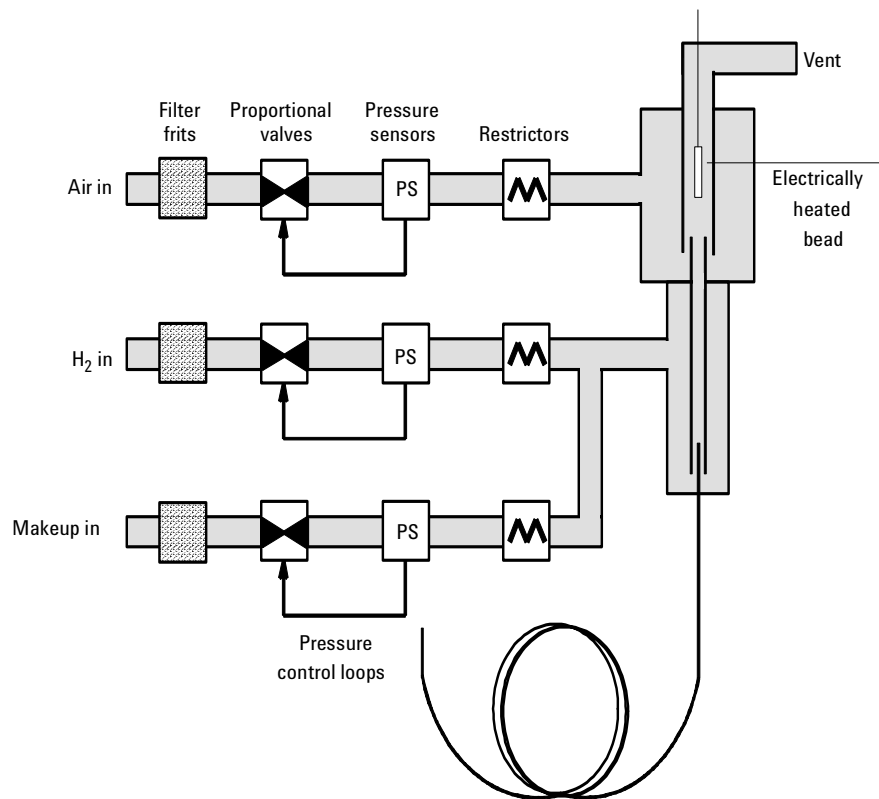 Vent
Filter
frits
Proportional
valves
Pressure
sensors
Restrictors
Air in
PS
Electrically
heated
bead
H₂ in
PS
Makeup in
PS
Pressure
control loops